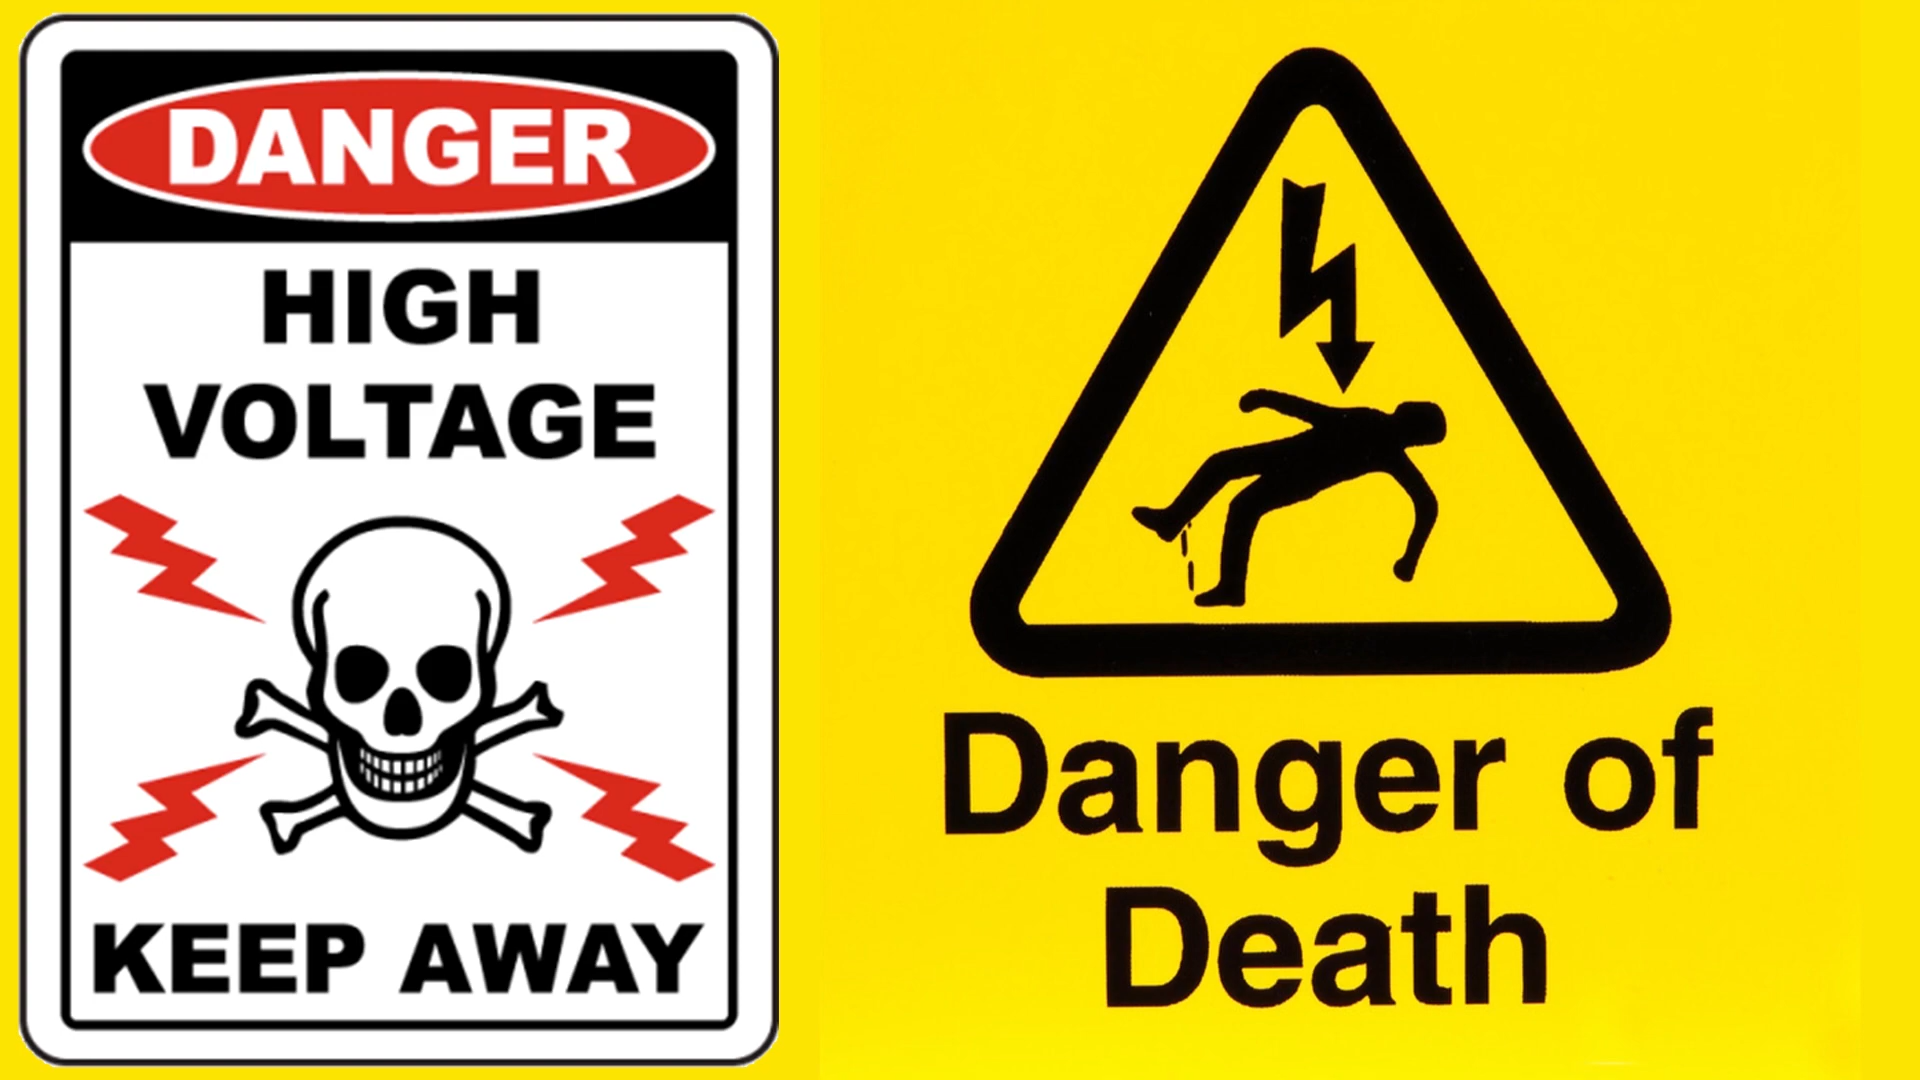 DANGER
HIGH
VOLTAGE
KEEP AWAY
Danger of
Death